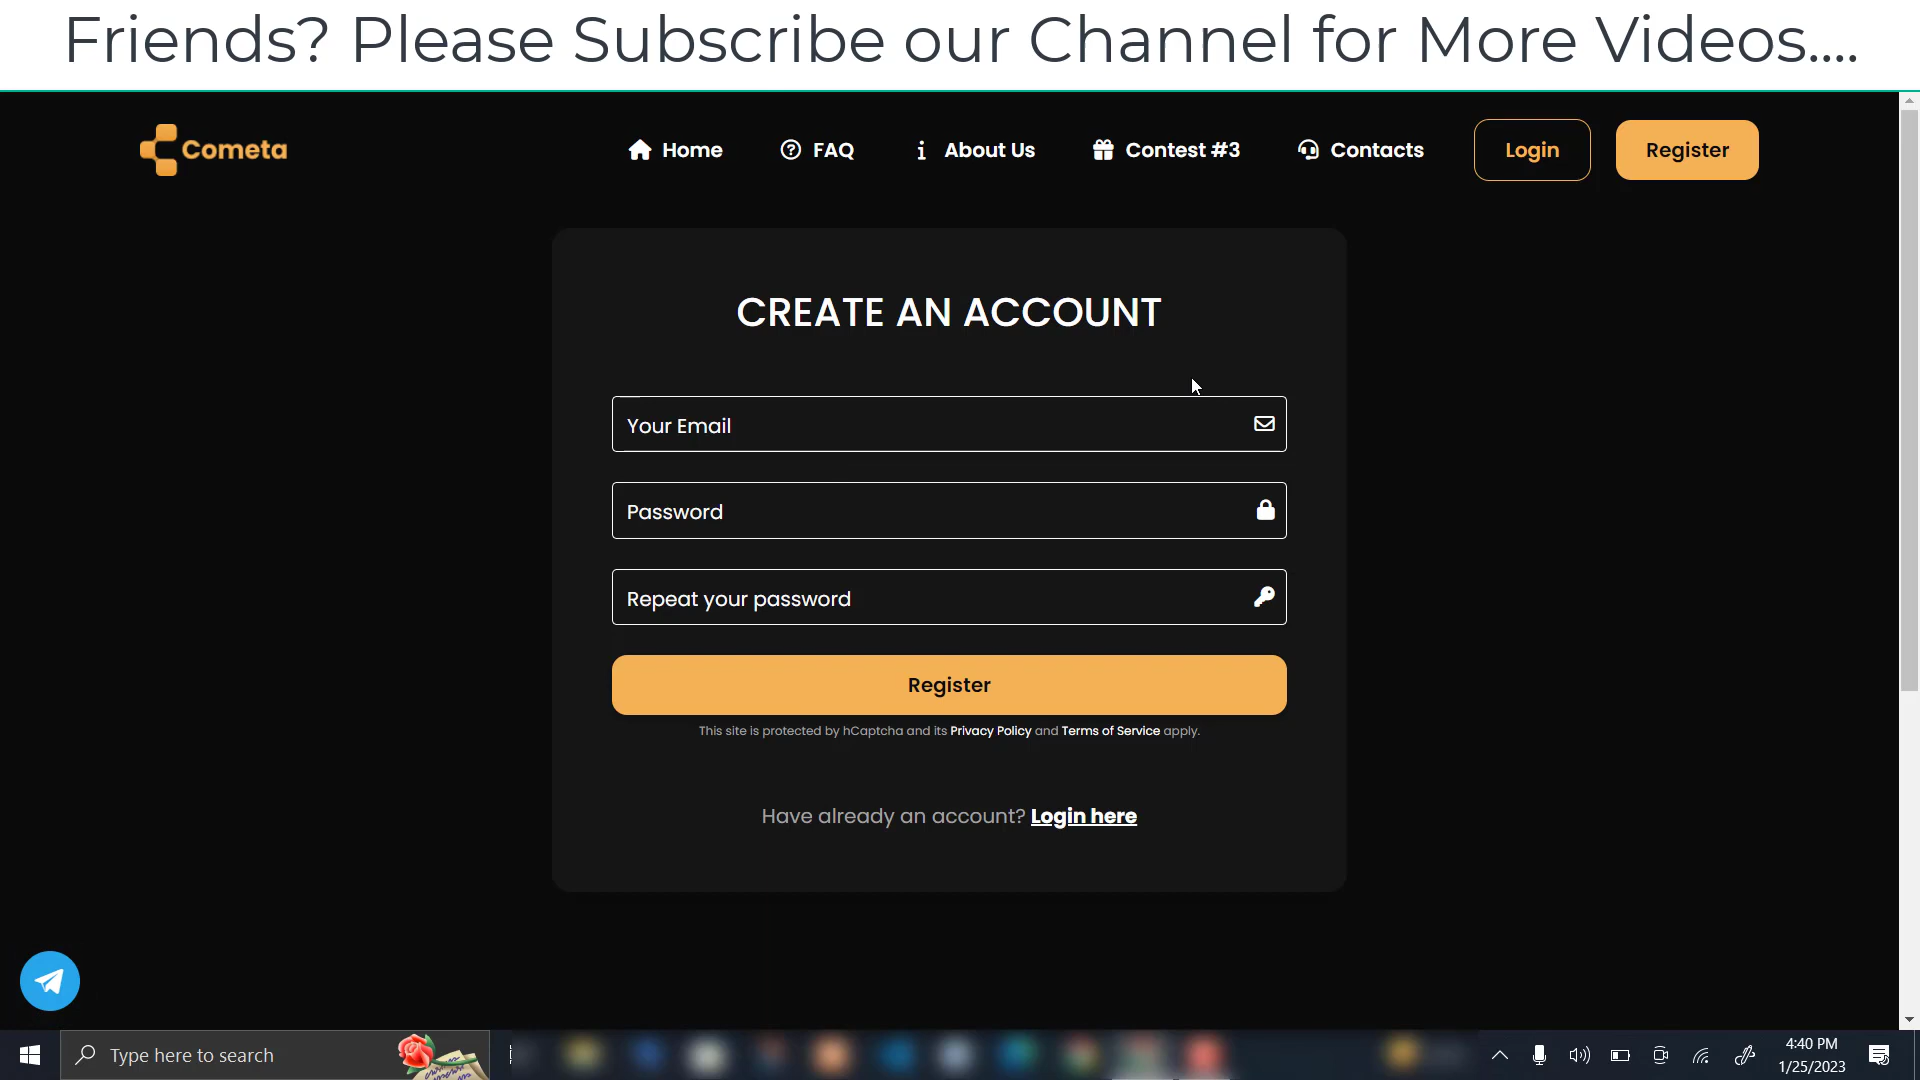 Friends? Please Subscribe our Channel for More Videos....
Cometa
Home
FAQ
About Us
Contest #3
Contacts
Login
Register
CREATE AN ACCOUNT
Your Email
Password
Repeat your password
Register
This site is protected by hCaptcha and its Privacy Policy and Terms of Service apply.
Have already an account? Login here
Type here to search
4:40 PM
1/25/2023